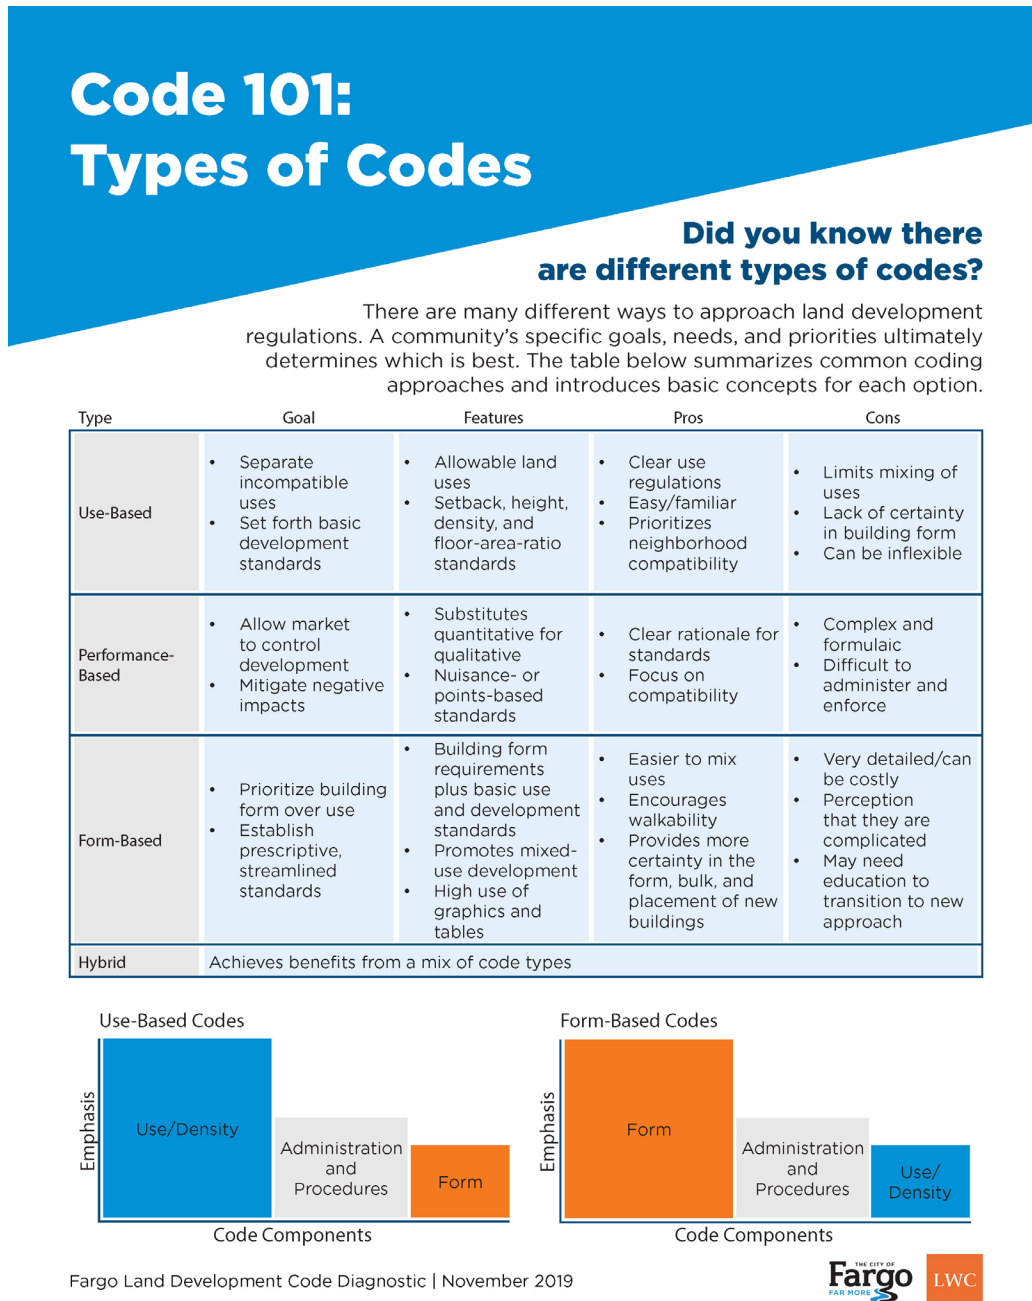 Code 101:
Types of Codes
Did you know there
are different types of codes?
There are many different ways to approach land development
regulations. A community's specific goals, needs, and priorities ultimately
determines which is best. The table below summarizes common coding
approaches and introduces basic concepts for each option.
Type Goal Features Pros Cons
Use-Based
• Separate
incompatible
uses
• Set forth basic
development
standards
• Allowable land
uses
• Setback, height,
density, and
floor-area-ratio
standards
• Clear use
regulations
• Easy/familiar
• Prioritizes
neighborhood
compatibility
• Limits mixing of
uses
• Lack of certainty
in building form
• Can be inflexible
Performance-
Based
• Allow market
to control
development
• Mitigate negative
impacts
• Substitutes
quantitative for
qualitative
• Nuisance- or
points-based
standards
• Clear rationale for
standards
• Focus on
compatibility
• Complex and
formulaic
• Difficult to
administer and
enforce
Form-Based
• Prioritize building
form over use
• Establish
prescriptive,
streamlined
standards
• Building form
requirements
plus basic use
and development
standards
• Promotes mixed-
use development
• High use of
graphics and
tables
• Easier to mix
uses
• Encourages
walkability
• Provides more
certainty in the
form, bulk, and
placement of new
buildings
• Very detailed/can
be costly
• Perception
that they are
complicated
• May need
education to
transition to new
approach
Hybrid Achieves benefits from a mix of code types
Use-Based Codes
Emphasis
Use/Density
Administration
and
Procedures
Form
Code Components
Form-Based Codes
Emphasis
Form
Administration
and
Procedures
Use/
Density
Code Components
Fargo Land Development Code Diagnostic | November 2019
THE CITY OF
Fargo
FAR MORE
LWC